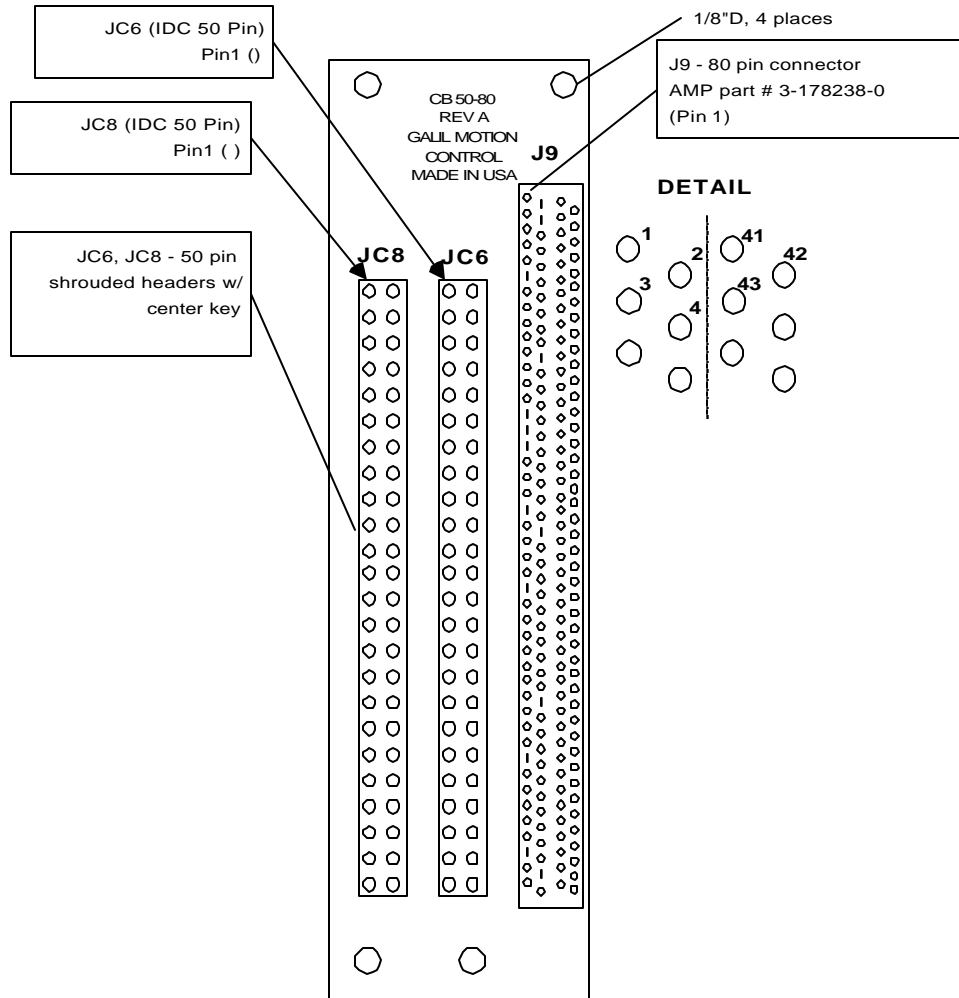 JC6 (IDC 50 Pin)
Pin1 ()
1/8"D, 4 places
J9 - 80 pin connector
AMP part # 3-178238-0
(Pin 1)
JC8 (IDC 50 Pin)
Pin1 ( )
CB 50-80
REV A
GALIL MOTION
CONTROL
MADE IN USA
J9
DETAIL
JC6, JC8 - 50 pin
shrouded headers w/
center key
JC8
JC6
1
41
2
42
3
43
4